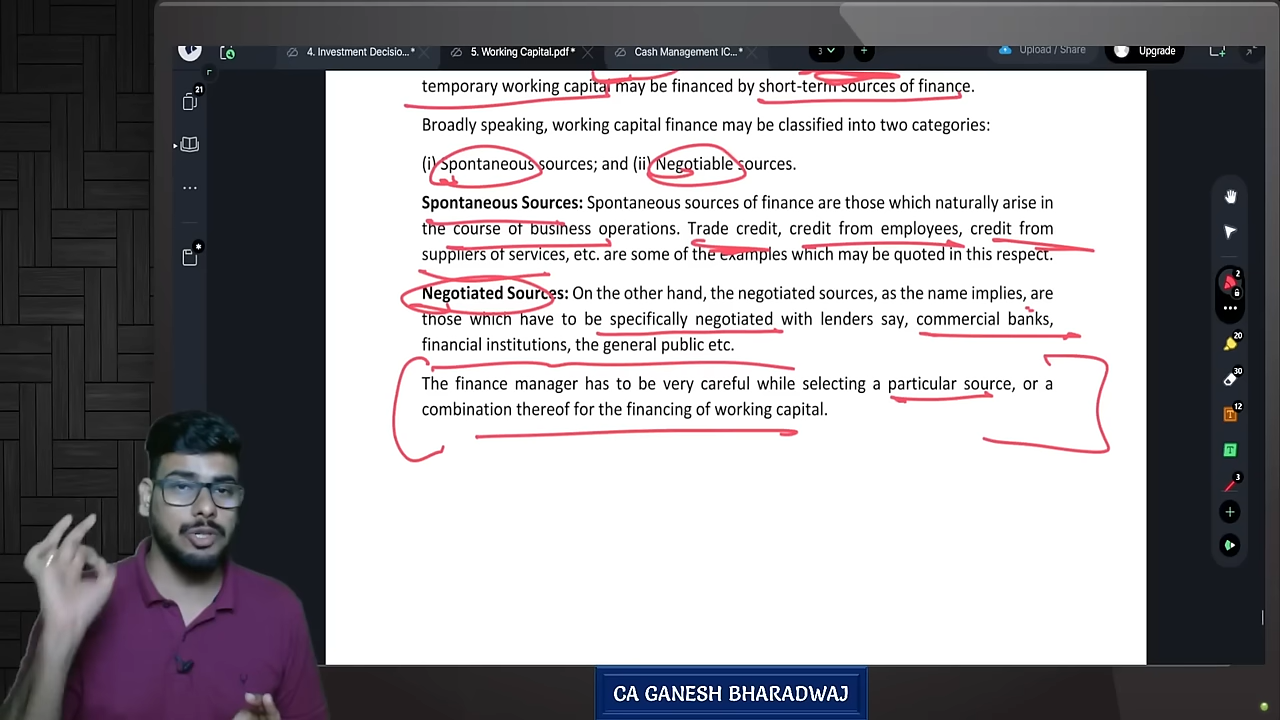 4. Investment Decisio...*
5. Working Capital.pdf*
Cash Management IC...*
3
Upload / Share
Upgrade
21
temporary working capital may be financed by short-term sources of finance.
Broadly speaking, working capital finance may be classified into two categories:
(i) Spontaneous sources; and (ii) Negotiable sources.
Spontaneous Sources: Spontaneous sources of finance are those which naturally arise in
the course of business operations. Trade credit, credit from employees, credit from
suppliers of services, etc. are some of the examples which may be quoted in this respect.
Negotiated Sources: On the other hand, the negotiated sources, as the name implies, are
those which have to be specifically negotiated with lenders say, commercial banks,
financial institutions, the general public etc.
The finance manager has to be very careful while selecting a particular source, or a
combination thereof for the financing of working capital.
2
20
30
12
T
3
CA GANESH BHARADWAJ